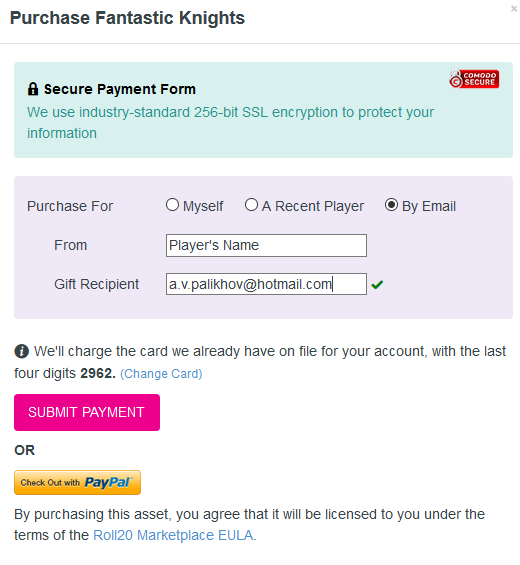 Purchase Fantastic Knights
×
Secure Payment Form
COMODO
SECURE
We use industry-standard 256-bit SSL encryption to protect your
information
Purchase For Myself A Recent Player By Email
From Player's Name
Gift Recipient a.v.palikhov@hotmail.com
We'll charge the card we already have on file for your account, with the last
four digits 2962. (Change Card)
SUBMIT PAYMENT
OR
Check Out with PayPal
By purchasing this asset, you agree that it will be licensed to you under the
terms of the Roll20 Marketplace EULA.